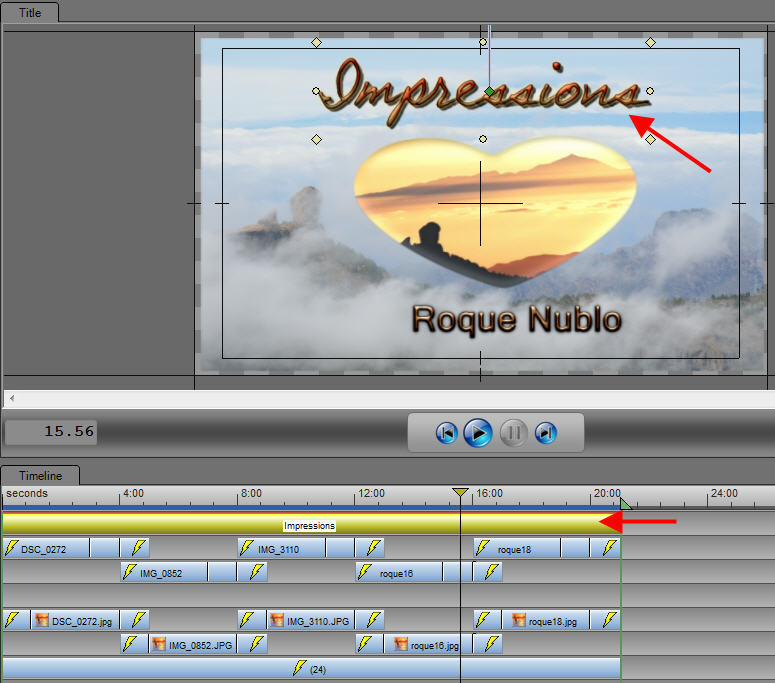 Title
Impressions
Roque Nublo
15.56
Timeline
seconds 4:00 8:00 12:00 16:00 20:00 24:00
Impressions
DSC_0272 IMG_3110 roque18
IMG_0852 roque16
DSC_0272.jpg IMG_3110.JPG roque18.jpg
IMG_0852.JPG roque16.jpg
(24)